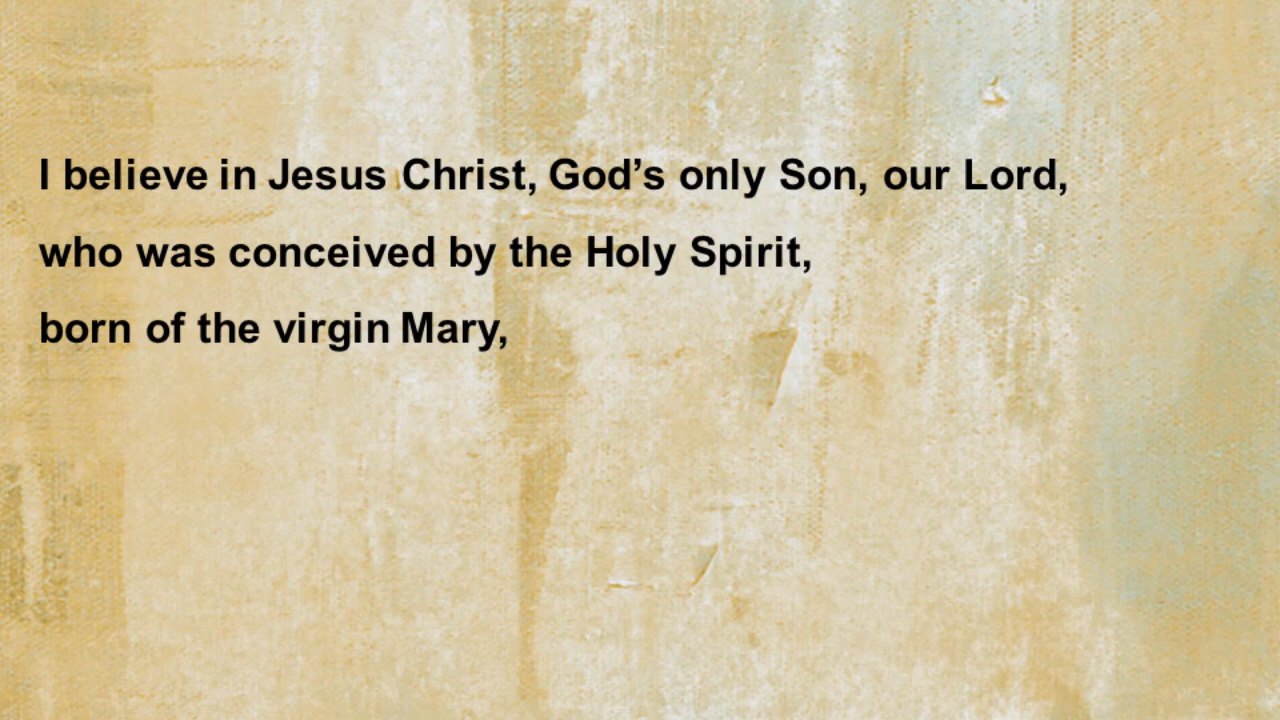 I believe in Jesus Christ, God’s only Son, our Lord,
who was conceived by the Holy Spirit,
born of the virgin Mary,